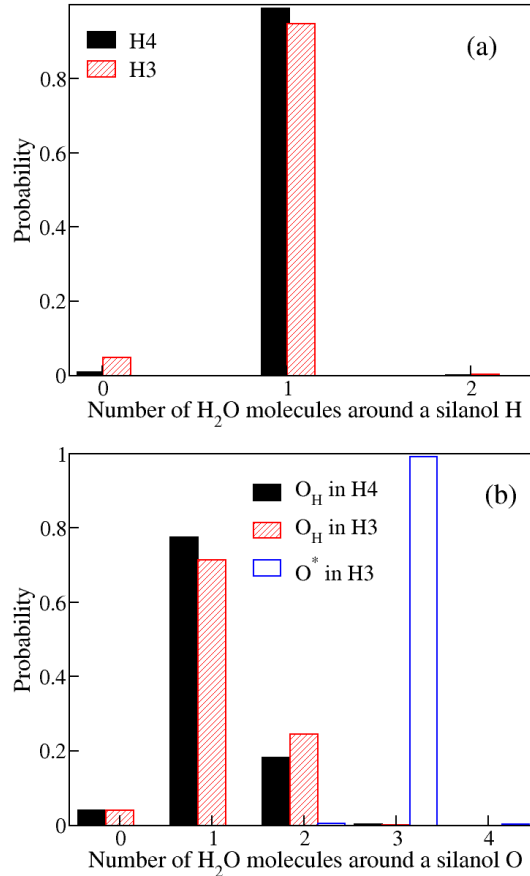 (a)
H4
H3
0.8
0.6
0.4
0.2
0
Probability
0 1 2
Number of H₂O molecules around a silanol H
(b)
1
O_H in H4
O_H in H3
O* in H3
0.8
0.6
0.4
0.2
0
Probability
0 1 2 3 4
Number of H₂O molecules around a silanol O